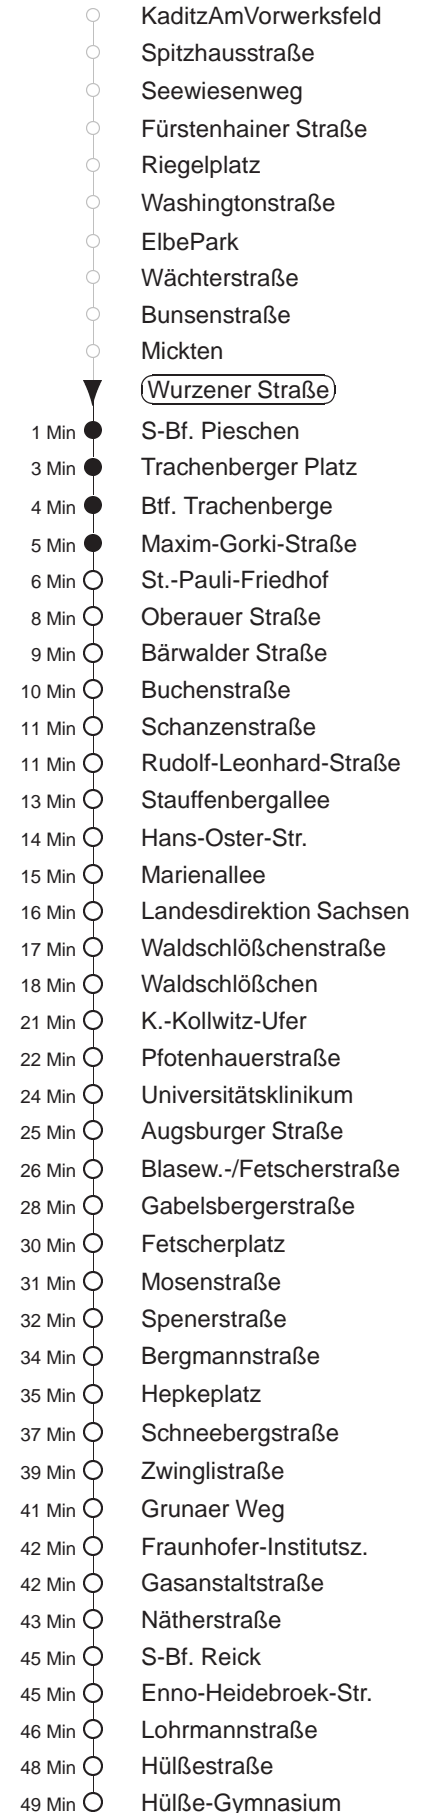 KaditzAmVorwerksfeld
Spitzhausstraße
Seewiesenweg
Fürstenhainer Straße
Riegelplatz
Washingtonstraße
ElbePark
Wächterstraße
Bunsenstraße
Mickten
Wurzener Straße
1 Min S-Bf. Pieschen
3 Min Trachenberger Platz
4 Min Btf. Trachenberge
5 Min Maxim-Gorki-Straße
6 Min St.-Pauli-Friedhof
8 Min Oberauer Straße
9 Min Bärwalder Straße
10 Min Buchenstraße
11 Min Schanzenstraße
11 Min Rudolf-Leonhard-Straße
13 Min Stauffenbergallee
14 Min Hans-Oster-Str.
15 Min Marienallee
16 Min Landesdirektion Sachsen
17 Min Waldschlößchenstraße
18 Min Waldschlößchen
21 Min K.-Kollwitz-Ufer
22 Min Pfotenhauerstraße
24 Min Universitätsklinikum
25 Min Augsburger Straße
26 Min Blasew.-/Fetscherstraße
28 Min Gabelsbergerstraße
30 Min Fetscherplatz
31 Min Mosenstraße
32 Min Spenerstraße
34 Min Bergmannstraße
35 Min Hepkeplatz
37 Min Schneebergstraße
39 Min Zwinglistraße
41 Min Grunaer Weg
42 Min Fraunhofer-Institutsz.
42 Min Gasanstaltstraße
43 Min Nätherstraße
45 Min S-Bf. Reick
45 Min Enno-Heidebroek-Str.
46 Min Lohrmannstraße
48 Min Hülßestraße
49 Min Hülße-Gymnasium